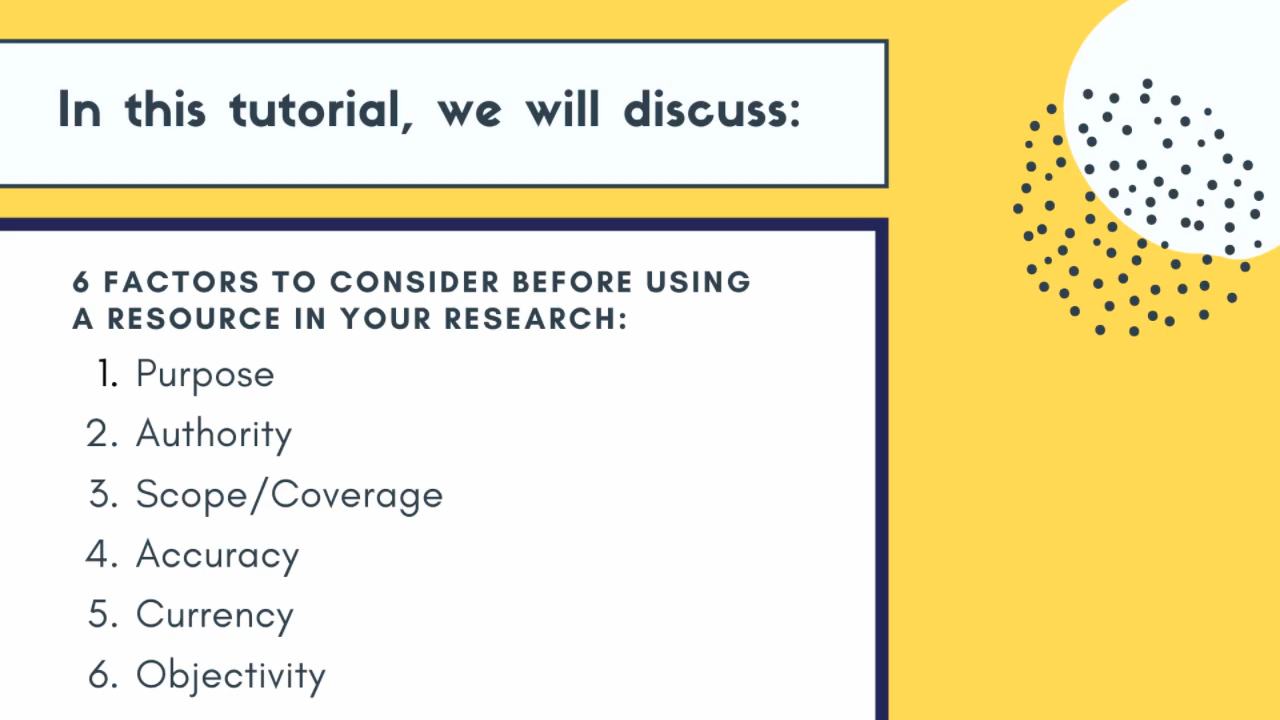 In this tutorial, we will discuss:
6 FACTORS TO CONSIDER BEFORE USING
A RESOURCE IN YOUR RESEARCH:
1. Purpose
2. Authority
3. Scope/Coverage
4. Accuracy
5. Currency
6. Objectivity